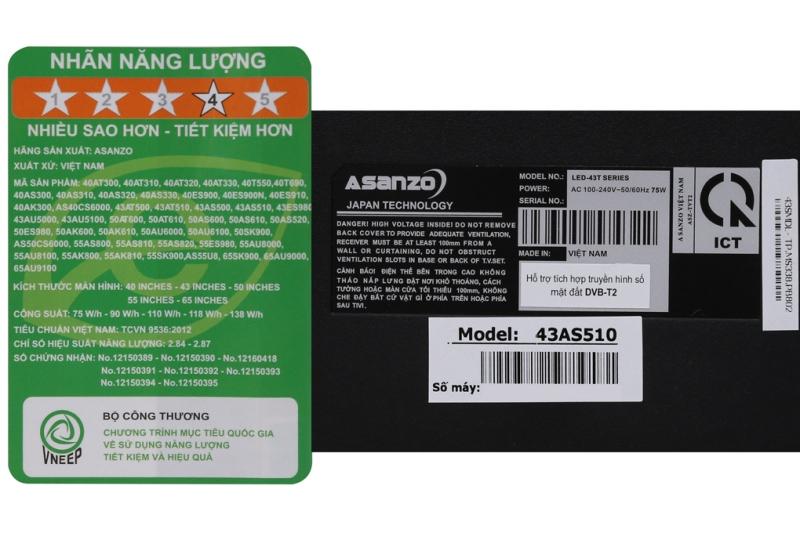 NHÃN NĂNG LƯỢNG
1 2 3 4 5
NHIỀU SAO HƠN - TIẾT KIỆM HƠN
HÃNG SẢN XUẤT: ASANZO
XUẤT XỨ: VIỆT NAM
MÃ SẢN PHẨM: 40AT300, 40AT310, 40AT320, 40AT330, 40T550,40T690,
40AS300, 40AS310, 40AS320, 40AS330, 40ES900, 40ES900N, 40ES910,
40AK300, AS40CS6000, 43AT500, 43AT510, 43AS500, 43AS510, 43ES980
43AU5000, 43AU5100, 50AT600, 50AT610, 50AS600, 50AS610, 50AS520,
50ES980, 50AK600, 50AK610, 50AU6000, 50AU6100, 50SK900,
AS50CS6000, 55AS800, 55AS810, 55AS820, 55ES980, 55AU8000,
55AU8100, 55AK800, 55AK815, 55SK900,AS55U8, 65SK900, 65AU9000,
65AU9100
KÍCH THƯỚC MÀN HÌNH: 40 INCHES - 43 INCHES - 50 INCHES
55 INCHES - 65 INCHES
CÔNG SUẤT: 75 W/h - 90 W/h - 110 W/h - 118 W/h - 138 W/h
TIÊU CHUẨN VIỆT NAM: TCVN 9536:2012
CHỈ SỐ HIỆU SUẤT NĂNG LƯỢNG: 2.84 - 2.87
SỐ CHỨNG NHẬN: No.12150389 - No.12150390 - No.12160418
No.12150391 - No.12150392 - No.12150393
No.12150394 - No.12150395
VNEEP
BỘ CÔNG THƯƠNG
CHƯƠNG TRÌNH MỤC TIÊU QUỐC GIA
VỀ SỬ DỤNG NĂNG LƯỢNG
TIẾT KIỆM VÀ HIỆU QUẢ
ASANZO
JAPAN TECHNOLOGY
DANGER! HIGH VOLTAGE INSIDE! DO NOT REMOVE
BACK COVER TO PROVIDE ADEQUATE VENTILATION,
RECEIVER MUST BE AT LEAST 100mm FROM A
WALL OR CURTAINING, DO NOT OBSTRUCT
VENTILATION SLOTS IN BASE OR BACK OF T.V.SET.
CẢNH BÁO! ĐIỆN THẾ BÊN TRONG CAO KHÔNG
THÁO NẮP LƯNG ĐẶT NƠI KHÔ THOÁNG, CÁCH
TƯỜNG HOẶC MÀN CỬA TỐI THIỂU 100mm, KHÔNG
CHE ĐẬY BẤT CỨ VẬT GÌ Ở PHÍA TRÊN HOẶC PHÍA
SAU TIVI.
MODEL NO.: LED-43T SERIES
POWER: AC 100-240V~50/60Hz 75W
SERIAL NO.:
MADE IN: VIỆT NAM
Hỗ trợ tích hợp truyền hình số
mặt đất DVB-T2
ASANZO VIỆT NAM
ASZ-TVT2
ICT
Model: 43AS510
Số máy: